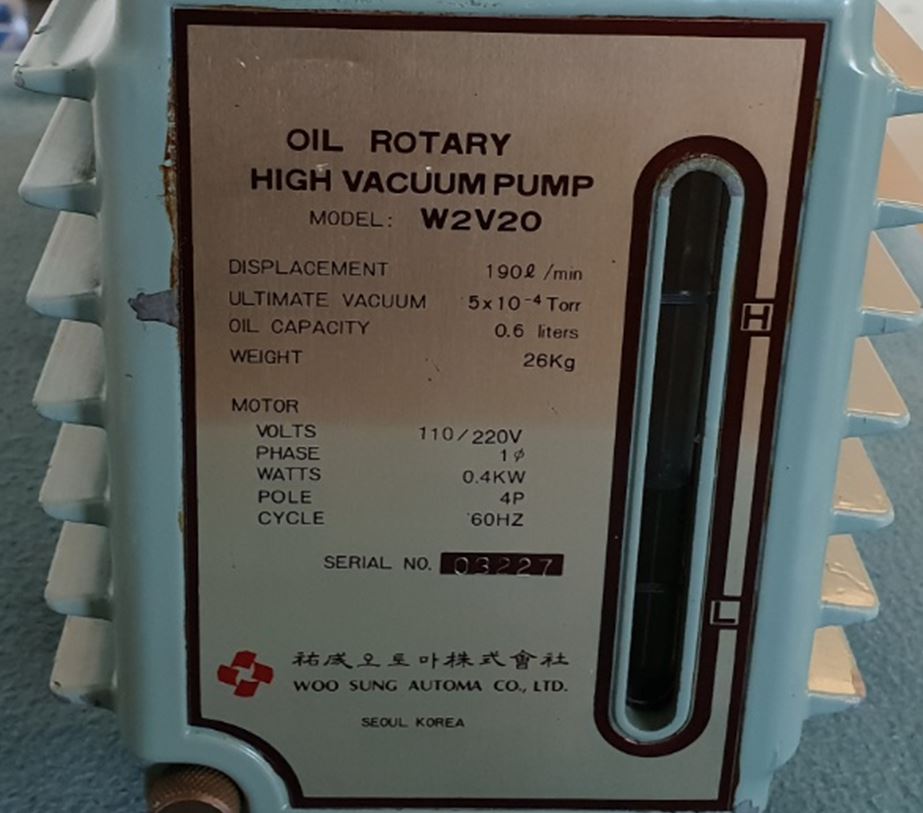 OIL ROTARY
HIGH VACUUM PUMP
MODEL: W2V20
DISPLACEMENT 190ℓ /min
ULTIMATE VACUUM 5x10⁻⁴ Torr
OIL CAPACITY 0.6 liters
WEIGHT 26Kg
H
MOTOR
VOLTS 110/220V
PHASE 1∅
WATTS 0.4KW
POLE 4P
CYCLE 60HZ
SERIAL NO. 03227
L
祐成오토마株式會社
WOO SUNG AUTOMA CO., LTD.
SEOUL KOREA